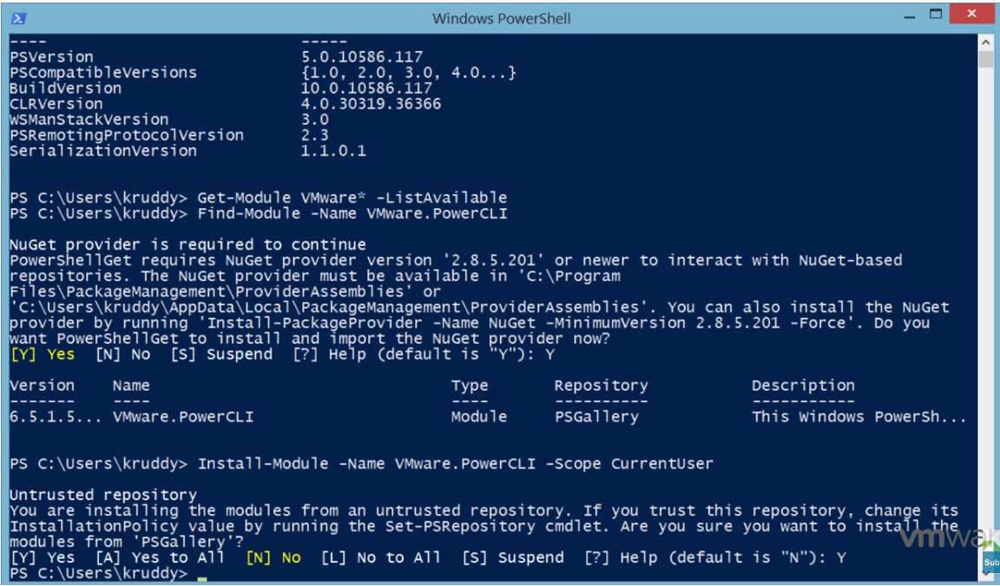 Windows PowerShell
---- -----
PSVersion 5.0.10586.117
PSCompatibleVersions {1.0, 2.0, 3.0, 4.0...}
BuildVersion 10.0.10586.117
CLRVersion 4.0.30319.36366
WSManStackVersion 3.0
PSRemotingProtocolVersion 2.3
SerializationVersion 1.1.0.1
PS C:\Users\kruddy> Get-Module VMware* -ListAvailable
PS C:\Users\kruddy> Find-Module -Name VMware.PowerCLI
NuGet provider is required to continue
PowerShellGet requires NuGet provider version '2.8.5.201' or newer to interact with NuGet-based
repositories. The NuGet provider must be available in 'C:\Program
Files\PackageManagement\ProviderAssemblies' or
'C:\Users\kruddy\AppData\Local\PackageManagement\ProviderAssemblies'. You can also install the NuGet
provider by running 'Install-PackageProvider -Name NuGet -MinimumVersion 2.8.5.201 -Force'. Do you
want PowerShellGet to install and import the NuGet provider now?
[Y] Yes [N] No [S] Suspend [?] Help (default is "Y"): Y
Version Name Type Repository Description
------- ---- ---- ---------- -----------
6.5.1.5... VMware.PowerCLI Module PSGallery This Windows PowerSh...
PS C:\Users\kruddy> Install-Module -Name VMware.PowerCLI -Scope CurrentUser
Untrusted repository
You are installing the modules from an untrusted repository. If you trust this repository, change its
InstallationPolicy value by running the Set-PSRepository cmdlet. Are you sure you want to install the
modules from 'PSGallery'?
[Y] Yes [A] Yes to All [N] No [L] No to All [S] Suspend [?] Help (default is "N"): Y
PS C:\Users\kruddy>
vmwar
Sub